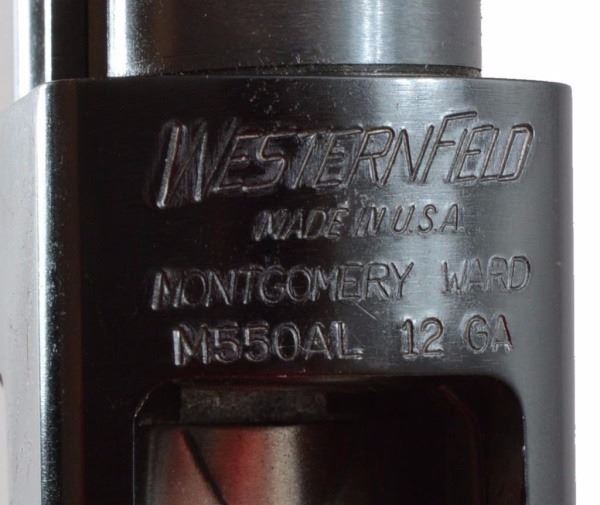 WESTERNFIELD
MADE IN U.S.A.
MONTGOMERY WARD
M550AL 12 GA